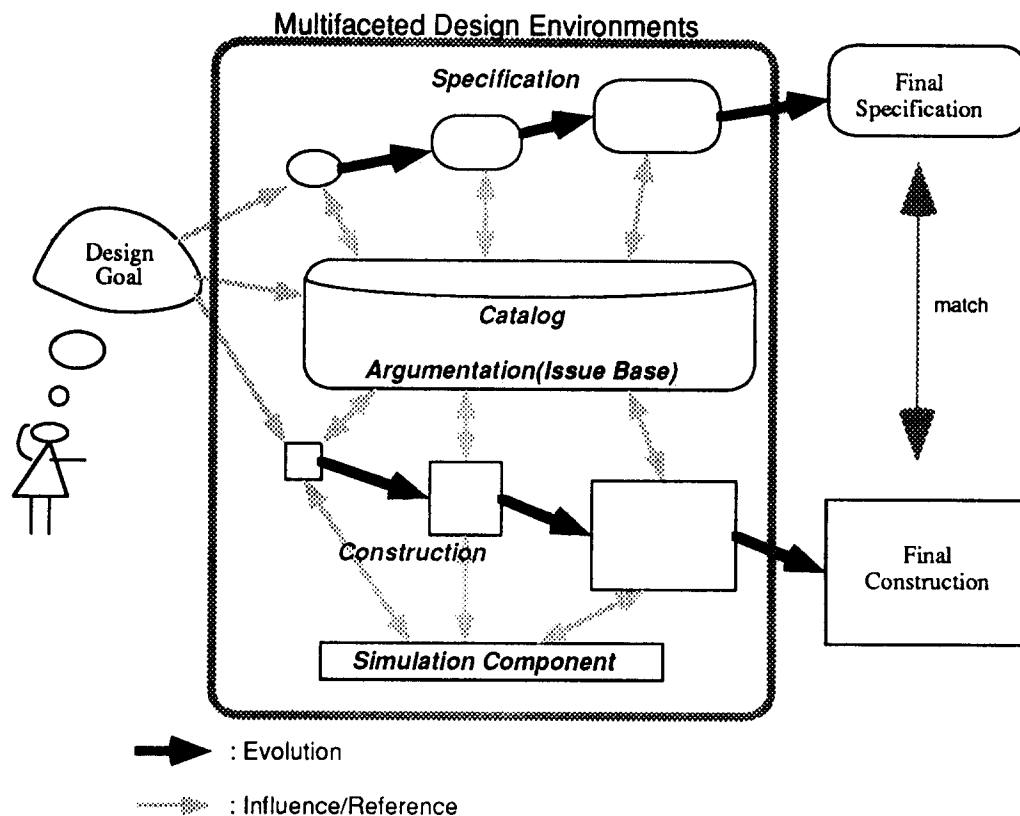 Multifaceted Design Environments
Specification
Final
Specification
Design
Goal
Catalog
match
Argumentation(Issue Base)
Construction
Final
Construction
Simulation Component
: Evolution
: Influence/Reference